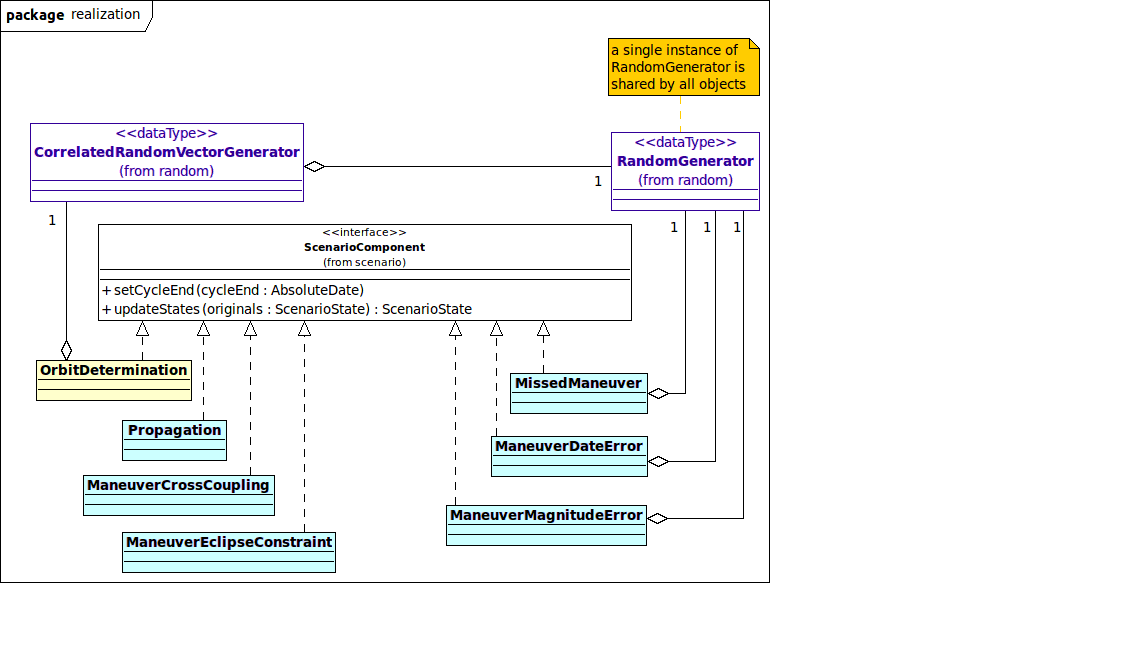 package realization
a single instance of
RandomGenerator is
shared by all objects
<<dataType>>
CorrelatedRandomVectorGenerator
(from random)
<<dataType>>
RandomGenerator
(from random)
1
1
1
1
1
<<interface>>
ScenarioComponent
(from scenario)
+ setCycleEnd (cycleEnd : AbsoluteDate)
+ updateStates (originals : ScenarioState) : ScenarioState
OrbitDetermination
MissedManeuver
Propagation
ManeuverDateError
ManeuverCrossCoupling
ManeuverMagnitudeError
ManeuverEclipseConstraint